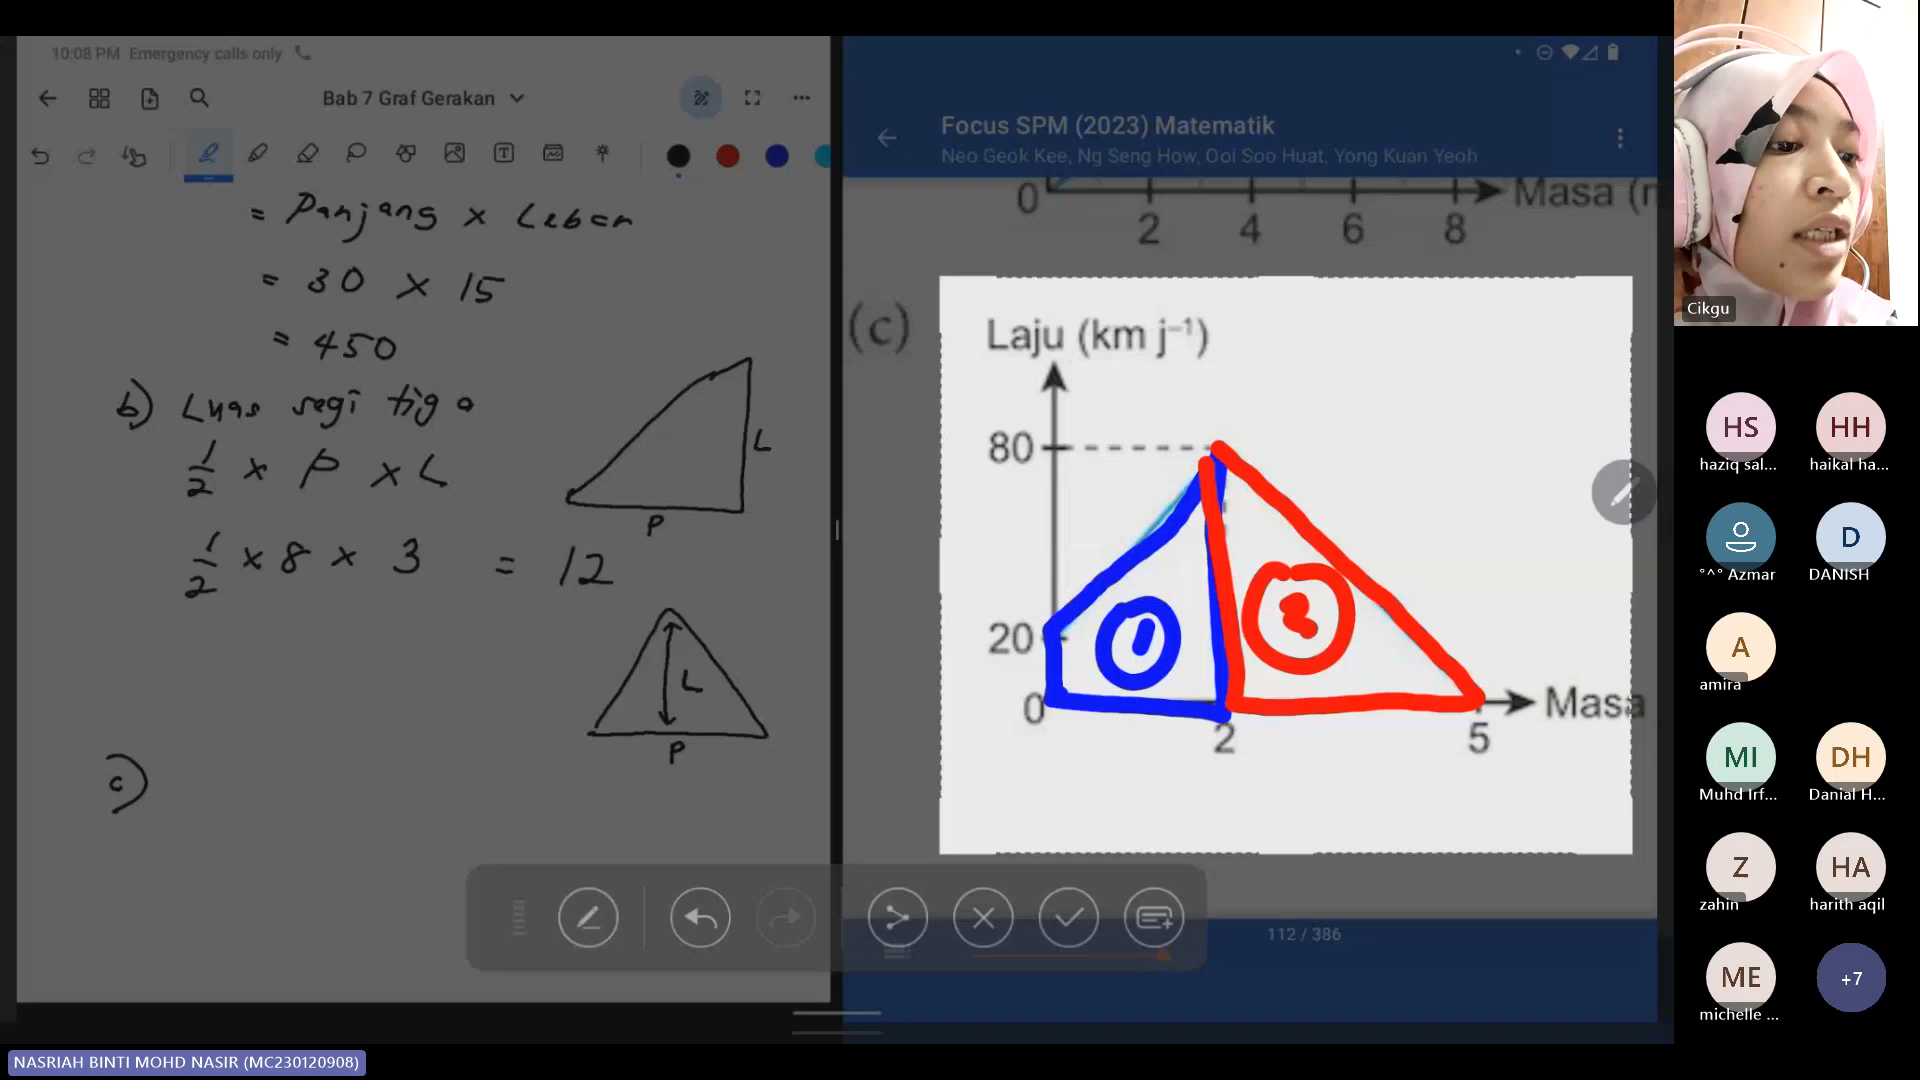 10:08 PM Emergency calls only
Bab 7 Graf Gerakan
= Panjang x Lebar
= 30 x 15
= 450
b) Luas segi tiga
1/2 x P x L
L
P
1/2 x 8 x 3 = 12
L
P
c)
Focus SPM (2023) Matematik
Neo Geok Kee, Ng Seng How, Ooi Soo Huat, Yong Kuan Yeoh
0 2 4 6 8 Masa (
(c)
Laju (km j⁻¹)
80
20
0 2 5 Masa
1
2
112 / 386
Cikgu
HS
haziq sal...
HH
haikal ha...
°^° Azmar
D
DANISH
A
amira
MI
Muhd Irf...
DH
Danial H...
Z
zahin
HA
harith aqil
ME
michelle ...
+7
NASRIAH BINTI MOHD NASIR (MC230120908)